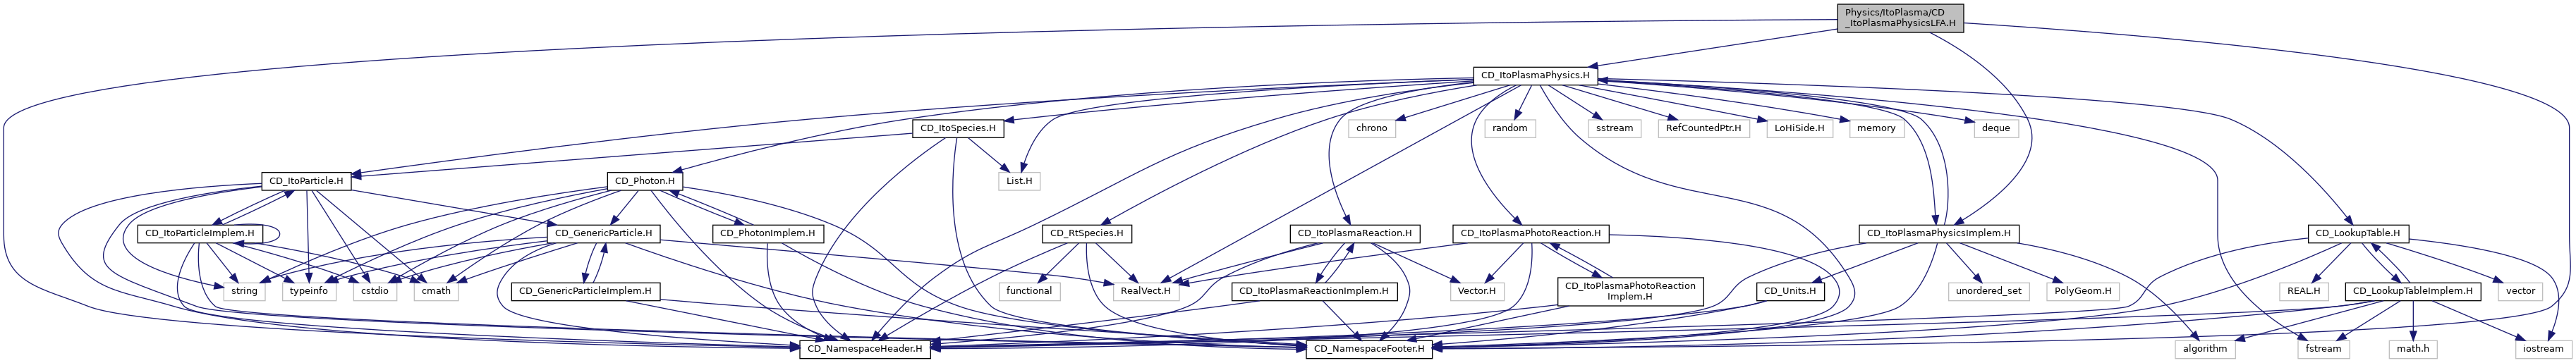 Physics/ItoPlasma/CD
_ItoPlasmaPhysicsLFA.H
CD_ItoPlasmaPhysics.H
CD_ItoSpecies.H
chrono
random
sstream
RefCountedPtr.H
LoHiSide.H
memory
deque
CD_ItoParticle.H
CD_Photon.H
List.H
CD_ItoParticleImplem.H
CD_GenericParticle.H
CD_PhotonImplem.H
CD_RtSpecies.H
CD_ItoPlasmaReaction.H
CD_ItoPlasmaPhotoReaction.H
CD_ItoPlasmaPhysicsImplem.H
CD_LookupTable.H
string
typeinfo
cstdio
cmath
CD_GenericParticleImplem.H
functional
RealVect.H
CD_ItoPlasmaReactionImplem.H
Vector.H
CD_ItoPlasmaPhotoReaction
Implem.H
CD_Units.H
unordered_set
PolyGeom.H
REAL.H
CD_LookupTableImplem.H
vector
CD_NamespaceHeader.H
CD_NamespaceFooter.H
algorithm
fstream
math.h
iostream